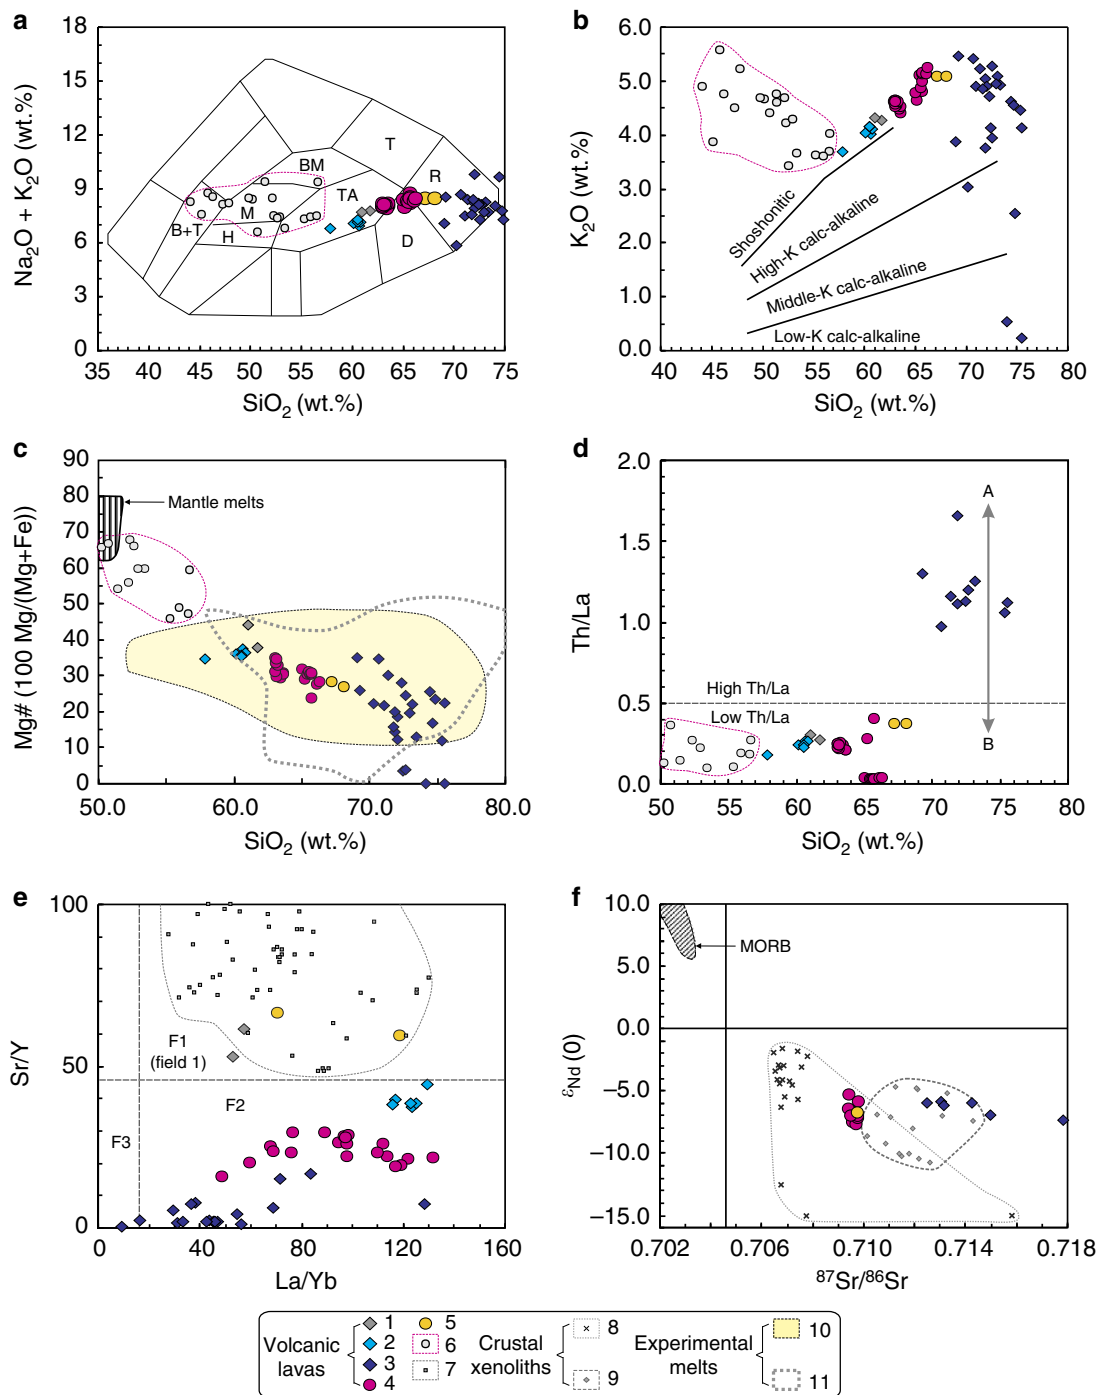 a
18
15
12
9
6
3
0
Na₂O + K₂O (wt.%)
T
BM
R
TA
M
B+T
H
D
35 40 45 50 55 60 65 70 75
SiO₂ (wt.%)
b
6.0
5.0
4.0
3.0
2.0
1.0
0.0
K₂O (wt.%)
Shoshonitic
High-K calc-alkaline
Middle-K calc-alkaline
Low-K calc-alkaline
40 45 50 55 60 65 70 75 80
SiO₂ (wt.%)
c
90
80
70
60
50
40
30
20
10
0
Mg# (100 Mg/(Mg+Fe))
Mantle melts
50.0 60.0 70.0 80.0
SiO₂ (wt.%)
d
2.0
1.5
1.0
0.5
0.0
Th/La
A
High Th/La
Low Th/La
B
50 55 60 65 70 75 80
SiO₂ (wt.%)
e
100
50
0
Sr/Y
F1
(field 1)
F2
F3
0 40 80 120 160
La/Yb
f
10.0
5.0
0.0
−5.0
−10.0
−15.0
εNd (0)
MORB
0.702 0.706 0.710 0.714 0.718
⁸⁷Sr/⁸⁶Sr
Volcanic
lavas
1
2
3
4
5
6
7
Crustal
xenoliths
8
9
Experimental
melts
10
11